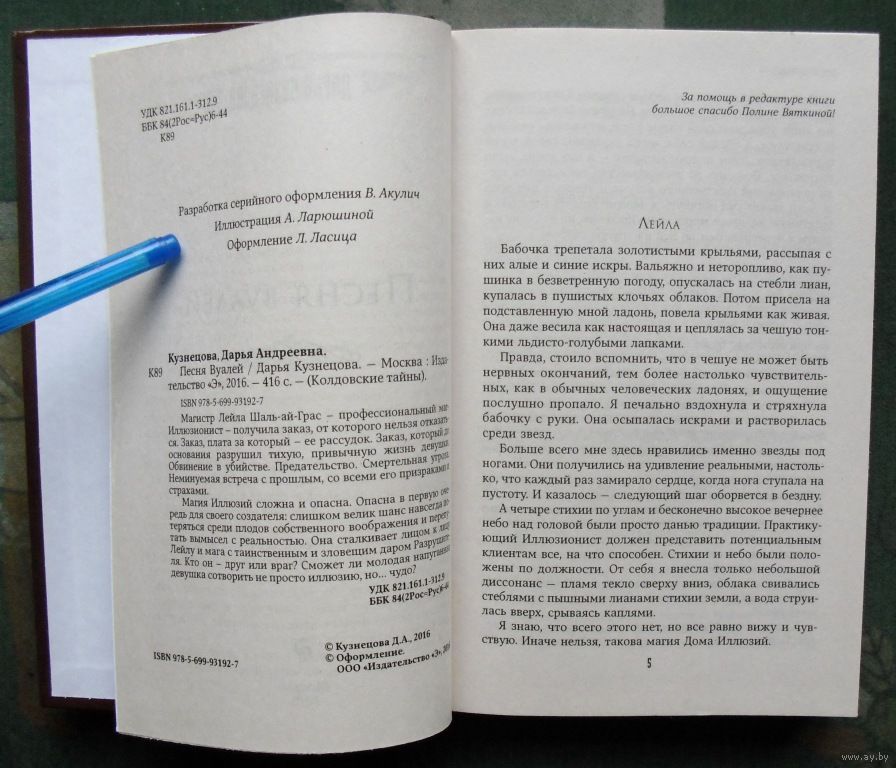 УДК 821.161.1-312.9
ББК 84(2Рос=Рус)6-44
К89
Разработка серийного оформления В. Акулич
Иллюстрация А. Ларюшиной
Оформление Л. Ласица
Кузнецова, Дарья Андреевна.
К89 Песня Вуалей / Дарья Кузнецова. — Москва : Изда-
тельство «Э», 2016. — 416 с. — (Колдовские тайны).
ISBN 978-5-699-93192-7
Магистр Лейла Шаль-ай-Грас – профессиональный маг-
Иллюзионист – получила заказ, от которого нельзя отказать-
ся. Заказ, плата за который – ее рассудок. Заказ, который до
основания разрушил тихую, привычную жизнь девушки.
Обвинение в убийстве. Предательство. Смертельная угроза.
Неминуемая встреча с прошлым, со всеми его призраками и
страхами.
Магия Иллюзий сложна и опасна. Опасна в первую оче-
редь для своего создателя: слишком велик шанс навсегда по-
теряться среди плодов собственного воображения и перепу-
тать вымысел с реальностью. Она сталкивает лицом к лицу
Лейлу и мага с таинственным и зловещим даром Разрушите-
ля. Кто он – друг или враг? Сможет ли молодая напуганная
девушка сотворить не просто иллюзию, но... чудо?
УДК 821.161.1-312.9
ББК 84(2Рос=Рус)6-44
© Кузнецова Д.А., 2016
© Оформление.
ООО «Издательство «Э», 2016
ISBN 978-5-699-93192-7
За помощь в редактуре книги
большое спасибо Полине Вяткиной!
Лейла
Бабочка трепетала золотистыми крыльями, рассыпая с
них алые и синие искры. Вальяжно и неторопливо, как пу-
шинка в безветренную погоду, опускалась на стебли лиан,
купалась в пушистых клочьях облаков. Потом присела на
подставленную мной ладонь, повела крыльями как живая.
Она даже весила как настоящая и цеплялась за чешую тон-
кими льдисто-голубыми лапками.
Правда, стоило вспомнить, что в чешуе не может быть
нервных окончаний, тем более настолько чувствитель-
ных, как в обычных человеческих ладонях, и ощущение
послушно пропало. Я печально вздохнула и стряхнула
бабочку с руки. Она осыпалась искрами и растворилась
среди звезд.
Больше всего мне здесь нравились именно звезды под
ногами. Они получились на удивление реальными, настоль-
ко, что каждый раз замирало сердце, когда нога ступала на
пустоту. И казалось – следующий шаг оборвется в бездну.
А четыре стихии по углам и бесконечно высокое вечернее
небо над головой были просто данью традиции. Практику-
ющий Иллюзионист должен представить потенциальным
клиентам все, на что способен. Стихии и небо были поло-
жены по должности. От себя я внесла только небольшой
диссонанс – пламя текло сверху вниз, облака свивались
стеблями с пышными лианами стихии земли, а вода струи-
лась вверх, срываясь каплями.
Я знаю, что всего этого нет, но все равно вижу и чув-
ствую. Иначе нельзя, такова магия Дома Иллюзий.
5
www.ay.by